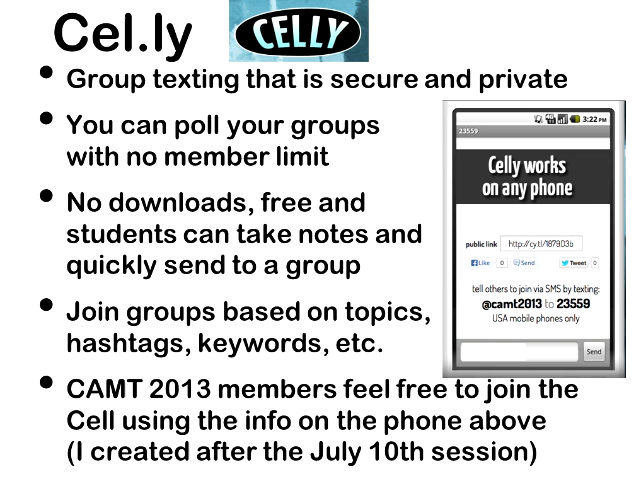 Cel.ly
CELLY
• Group texting that is secure and private
• You can poll your groups
with no member limit
• No downloads, free and
students can take notes and
quickly send to a group
• Join groups based on topics,
hashtags, keywords, etc.
• CAMT 2013 members feel free to join the
Cell using the info on the phone above
(I created after the July 10th session)
3:22 PM
23559
Celly works
on any phone
public link http://cy.tl/1879D3b
Like 0 Send Tweet 0
tell others to join via SMS by texting:
@camt2013 to 23559
USA mobile phones only
Send